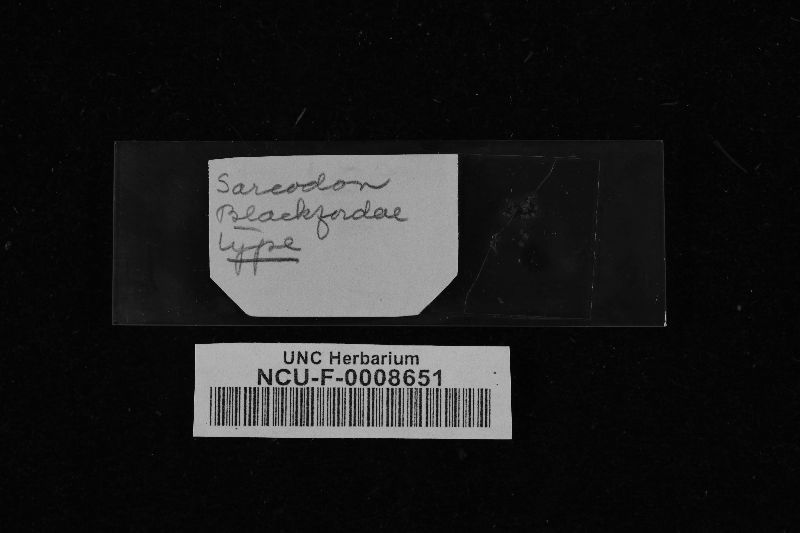 Sarcodon
Blackfordae
type
UNC Herbarium
NCU-F-0008651